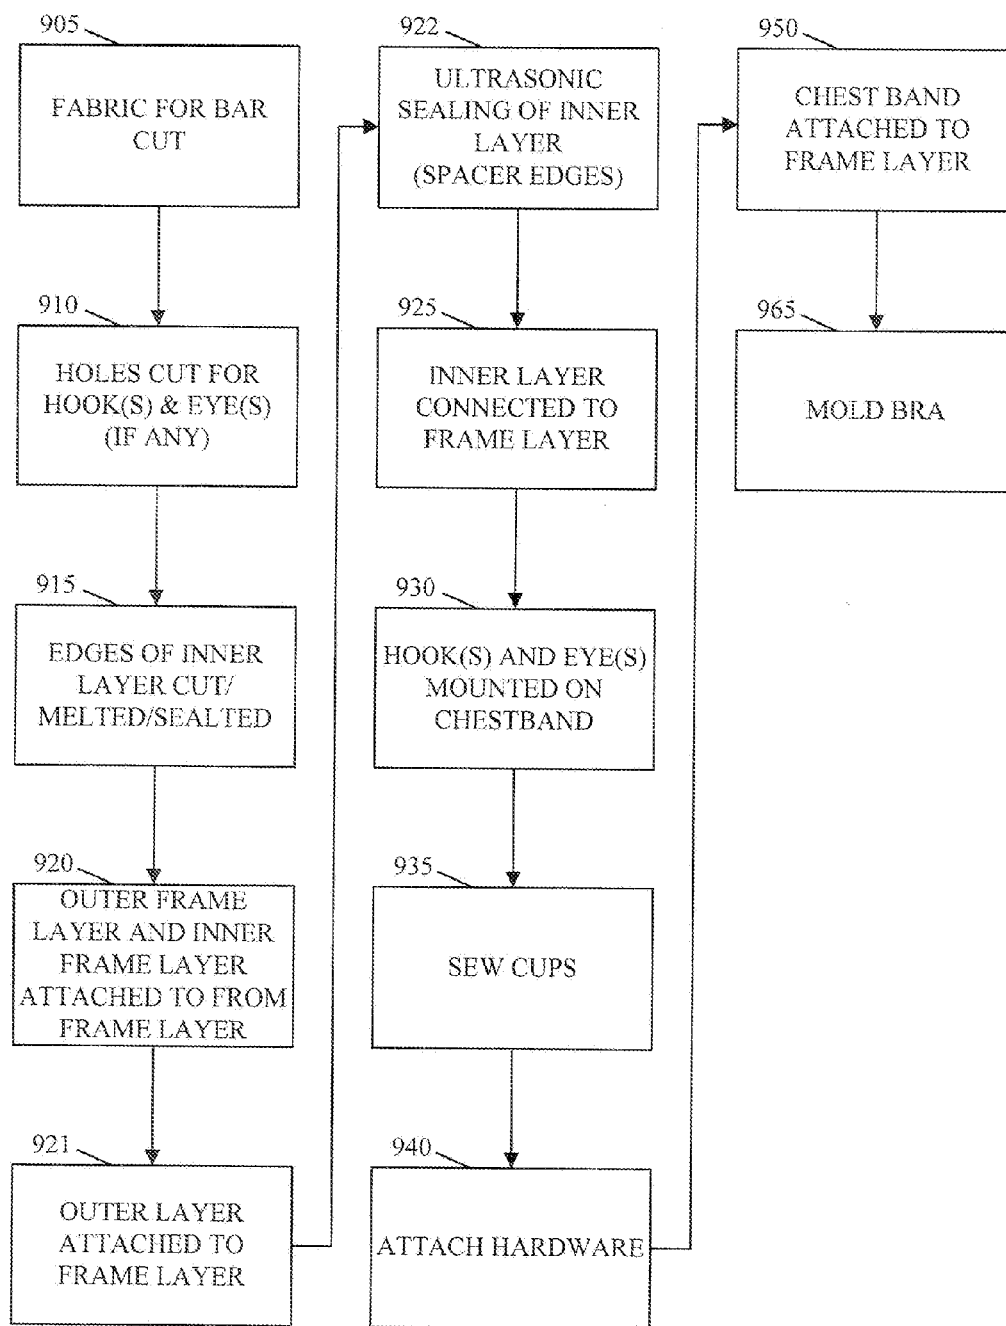 905
FABRIC FOR BAR
CUT
910
HOLES CUT FOR
HOOK(S) & EYE(S)
(IF ANY)
915
EDGES OF INNER
LAYER CUT/
MELTED/SEALTED
920
OUTER FRAME
LAYER AND INNER
FRAME LAYER
ATTACHED TO FROM
FRAME LAYER
921
OUTER LAYER
ATTACHED TO
FRAME LAYER
922
ULTRASONIC
SEALING OF INNER
LAYER
(SPACER EDGES)
925
INNER LAYER
CONNECTED TO
FRAME LAYER
930
HOOK(S) AND EYE(S)
MOUNTED ON
CHESTBAND
935
SEW CUPS
940
ATTACH HARDWARE
950
CHEST BAND
ATTACHED TO
FRAME LAYER
965
MOLD BRA